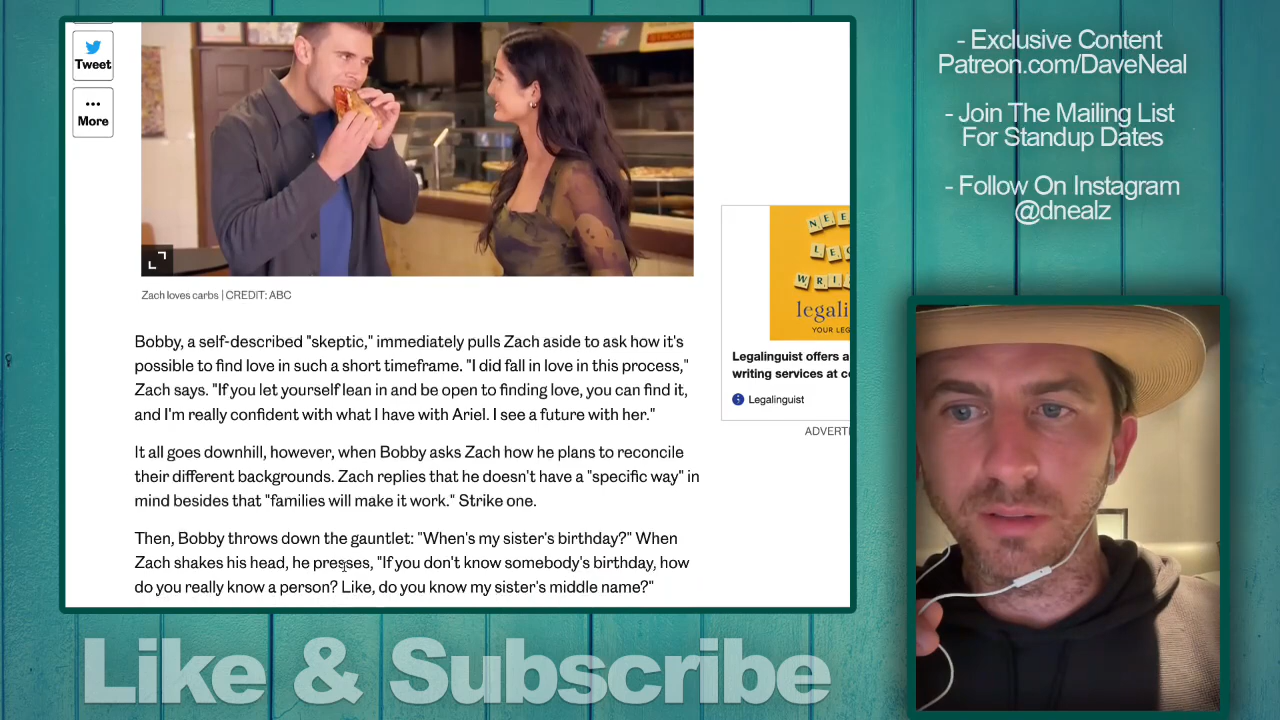 Tweet
More
Zach loves carbs | CREDIT: ABC
Bobby, a self-described "skeptic," immediately pulls Zach aside to ask how it's
possible to find love in such a short timeframe. "I did fall in love in this process,"
Zach says. "If you let yourself lean in and be open to finding love, you can find it,
and I'm really confident with what I have with Ariel. I see a future with her."
It all goes downhill, however, when Bobby asks Zach how he plans to reconcile
their different backgrounds. Zach replies that he doesn't have a "specific way" in
mind besides that "families will make it work." Strike one.
Then, Bobby throws down the gauntlet: "When's my sister's birthday?" When
Zach shakes his head, he presses, "If you don't know somebody's birthday, how
do you really know a person? Like, do you know my sister's middle name?"
NEE
LEG
WRI
legali
YOUR LEG
Legalinguist offers a
writing services at c
Legalinguist
ADVERTI
- Exclusive Content
Patreon.com/DaveNeal
- Join The Mailing List
For Standup Dates
- Follow On Instagram
@dnealz
Like & Subscribe